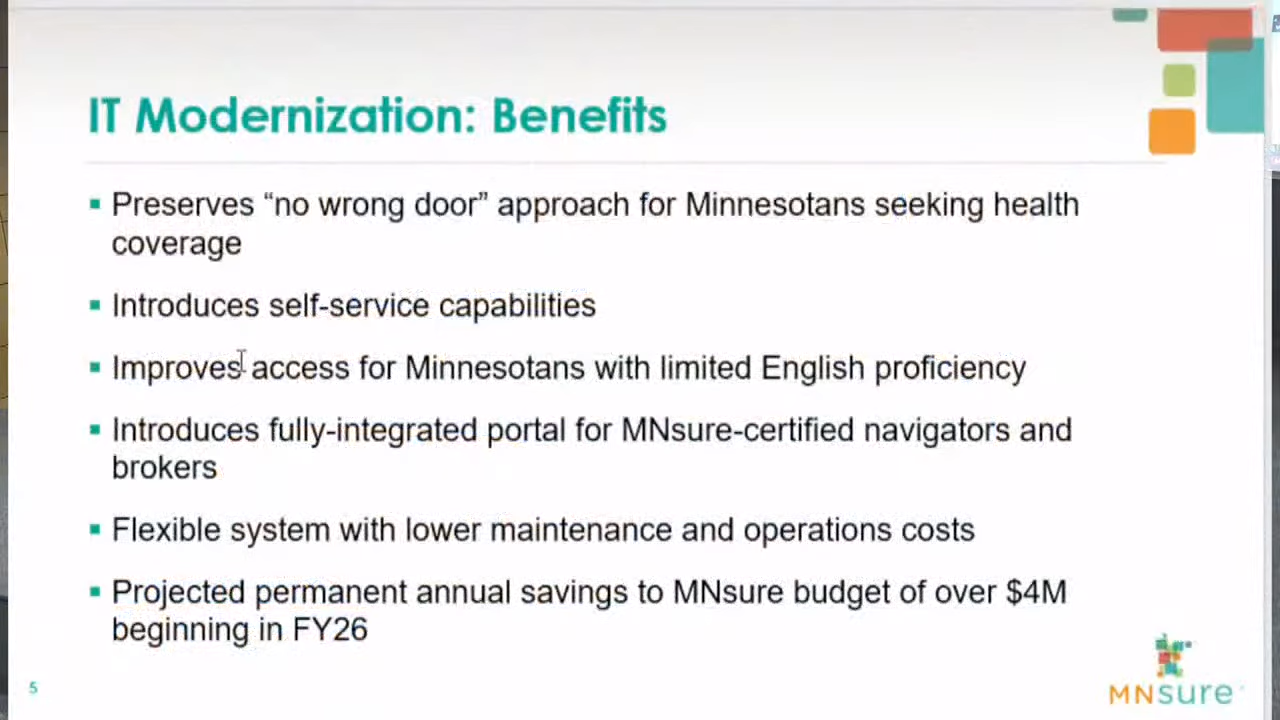 IT Modernization: Benefits
▪ Preserves “no wrong door” approach for Minnesotans seeking health
coverage
▪ Introduces self-service capabilities
▪ Improves access for Minnesotans with limited English proficiency
▪ Introduces fully-integrated portal for MNsure-certified navigators and
brokers
▪ Flexible system with lower maintenance and operations costs
▪ Projected permanent annual savings to MNsure budget of over $4M
beginning in FY26
5
MNsure